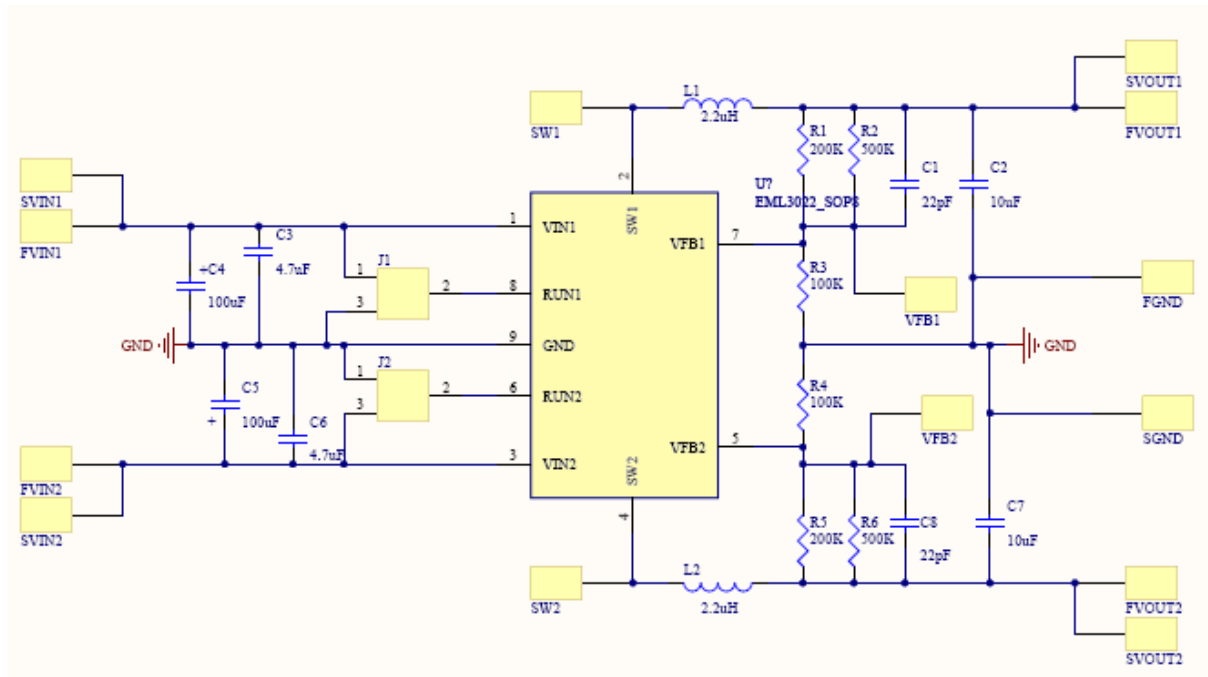 SVOUT1
FVOUT1
SW1
L1
2.2uH
R1
200K
R2
500K
C1
22pF
C2
10uF
SVIN1
FVIN1
U?
EML3022_SOP8
2
SW1
1
VIN1
VFB1
7
+C4
100uF
C3
4.7uF
J1
1
2
3
8
RUN1
R3
100K
VFB1
FGND
GND
9
GND
GND
C5
100uF
+
C6
4.7uF
J2
1
2
3
6
RUN2
R4
100K
VFB2
SGND
VFB2
5
3
VIN2
SW2
4
FVIN2
SVIN2
R5
200K
R6
500K
C8
22pF
C7
10uF
SW2
L2
2.2uH
FVOUT2
SVOUT2